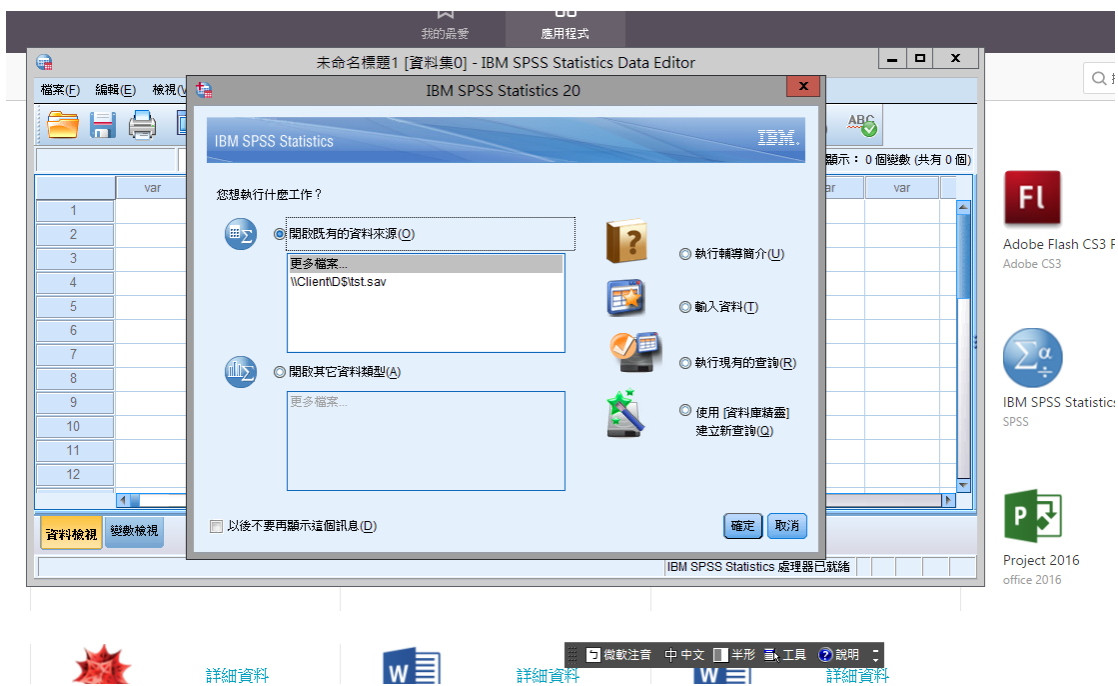 我的最愛
應用程式
未命名標題1 [資料集0] - IBM SPSS Statistics Data Editor
檔案(F) 編輯(E) 檢視(V
IBM SPSS Statistics 20
IBM SPSS Statistics
IBM.
ABC
顯示： 0 個變數 (共有 0 個)
var
var
您想執行什麼工作？
開啟既有的資料來源(O)
更多檔案...
\\Client\D$\tst.sav
開啟其它資料類型(A)
更多檔案...
執行輔導簡介(U)
輸入資料(T)
執行現有的查詢(R)
使用 [資料庫精靈]
建立新查詢(Q)
1
2
3
4
5
6
7
8
9
10
11
12
以後不要再顯示這個訊息(D)
確定
取消
資料檢視
變數檢視
IBM SPSS Statistics 處理器已就緒
Fl
Adobe Flash CS3 P
Adobe CS3
Σα÷
IBM SPSS Statistics
SPSS
P
Project 2016
office 2016
微軟注音 中 中文 半形 工具 說明
詳細資料
W
詳細資料
W
詳細資料